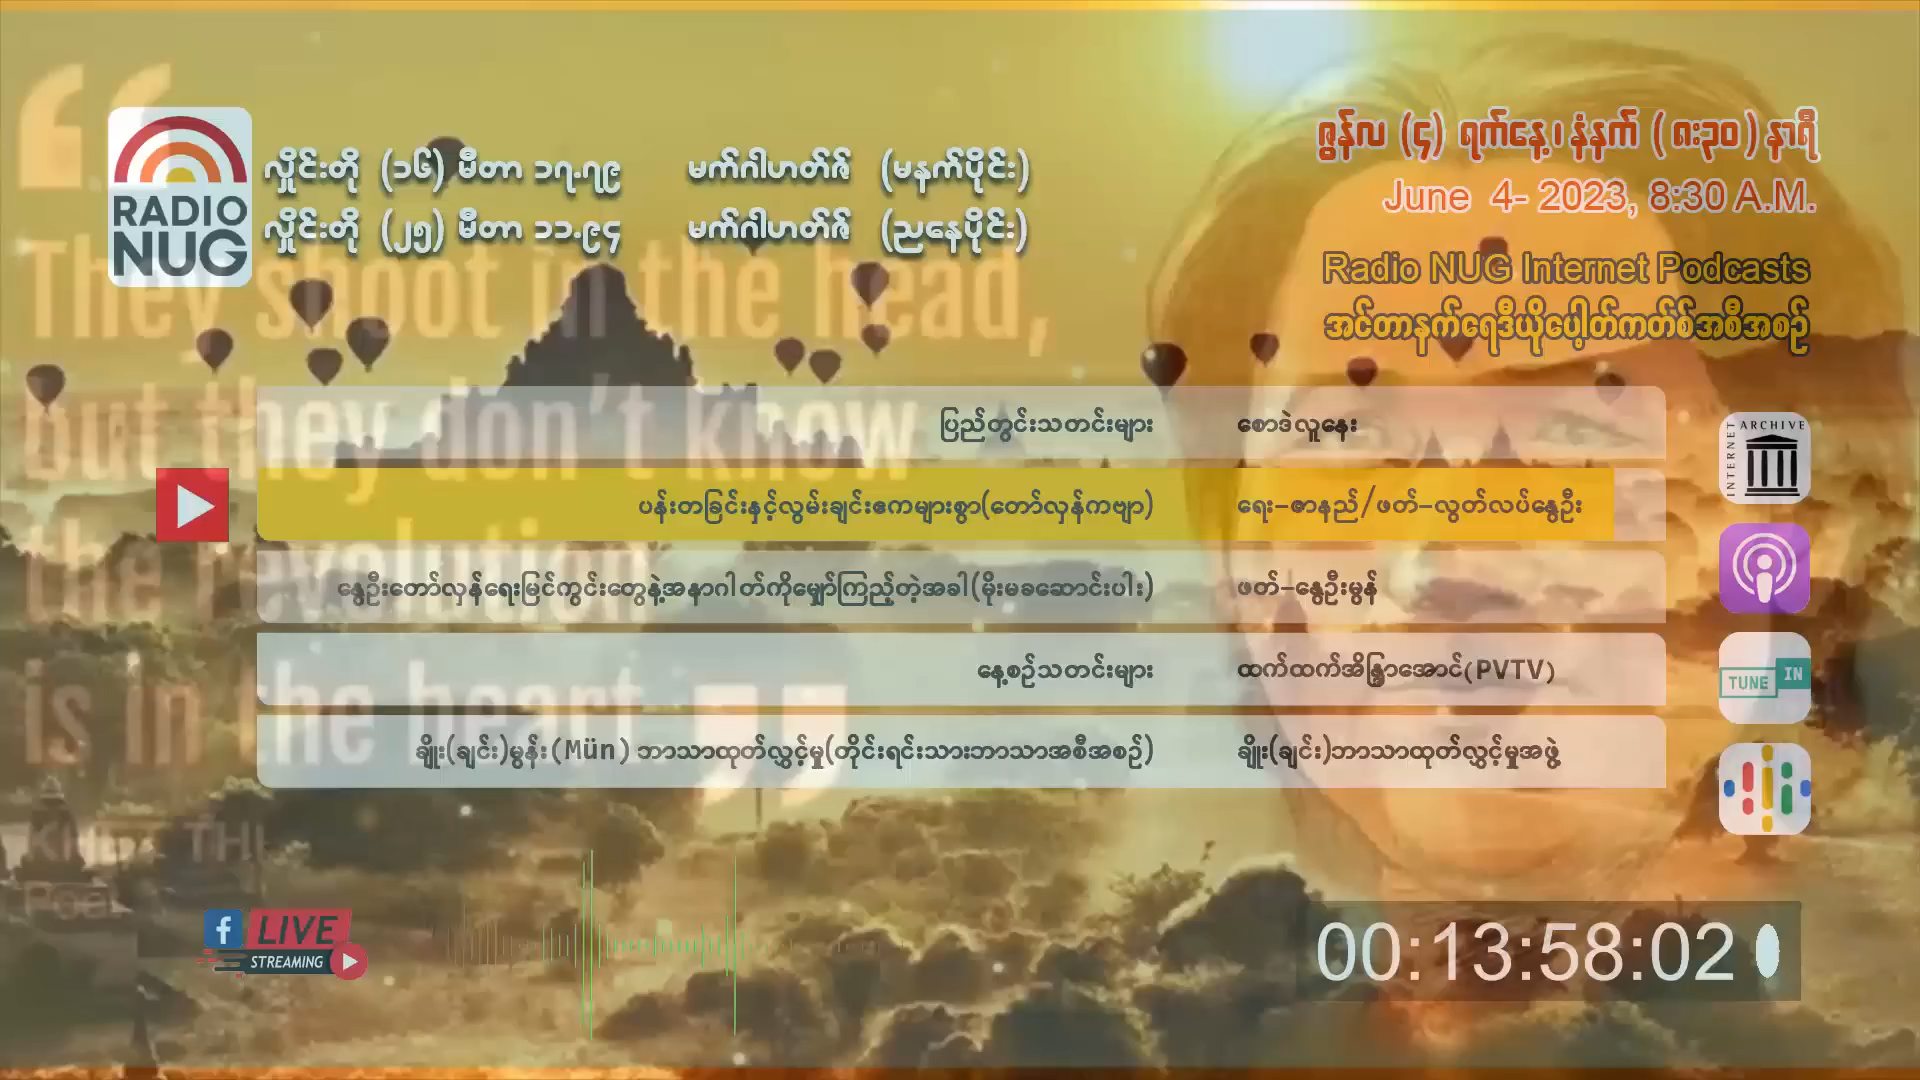 RADIO
NUG
လှိုင်းတို (၁၆) မီတာ ၁၇.၇၉ မက်ဂါဟတ်ဇ် (မနက်ပိုင်း)
လှိုင်းတို (၂၅) မီတာ ၁၁.၉၄ မက်ဂါဟတ်ဇ် (ညနေပိုင်း)
ဇွန်လ (၄) ရက်နေ့၊ နံနက် (၈း၃၀) နာရီ
June 4- 2023, 8:30 A.M.
Radio NUG Internet Podcasts
အင်တာနက်ရေဒီယိုပေါ့တ်ကတ်စ်အစီအစဉ်
“They shoot in the head,
but they don't know
the revolution
is in the heart”
ပြည်တွင်းသတင်းများ စောဒဲလူနေး
ပန်းတခြင်းနှင့်လွမ်းချင်းဧကများစွာ(တော်လှန်ကဗျာ) ရေး-ဇာနည်/ဖတ်-လွတ်လပ်နွေဦး
နွေဦးတော်လှန်ရေးမြင်ကွင်းတွေနဲ့အနာဂါတ်ကိုမျှော်ကြည့်တဲ့အခါ(မိုးမခဆောင်းပါး) ဖတ်-နွေဦးမွန်
နေ့စဉ်သတင်းများ ထက်ထက်အိန္ဒြာအောင်(PVTV)
ချိုး(ချင်း)မွန်း(Mün)ဘာသာထုတ်လွှင့်မှု(တိုင်းရင်းသားဘာသာအစီအစဉ်) ချိုး(ချင်း)ဘာသာထုတ်လွှင့်မှုအဖွဲ့
INTERNET ARCHIVE
TUNE IN
f LIVE
STREAMING
00:13:58:02